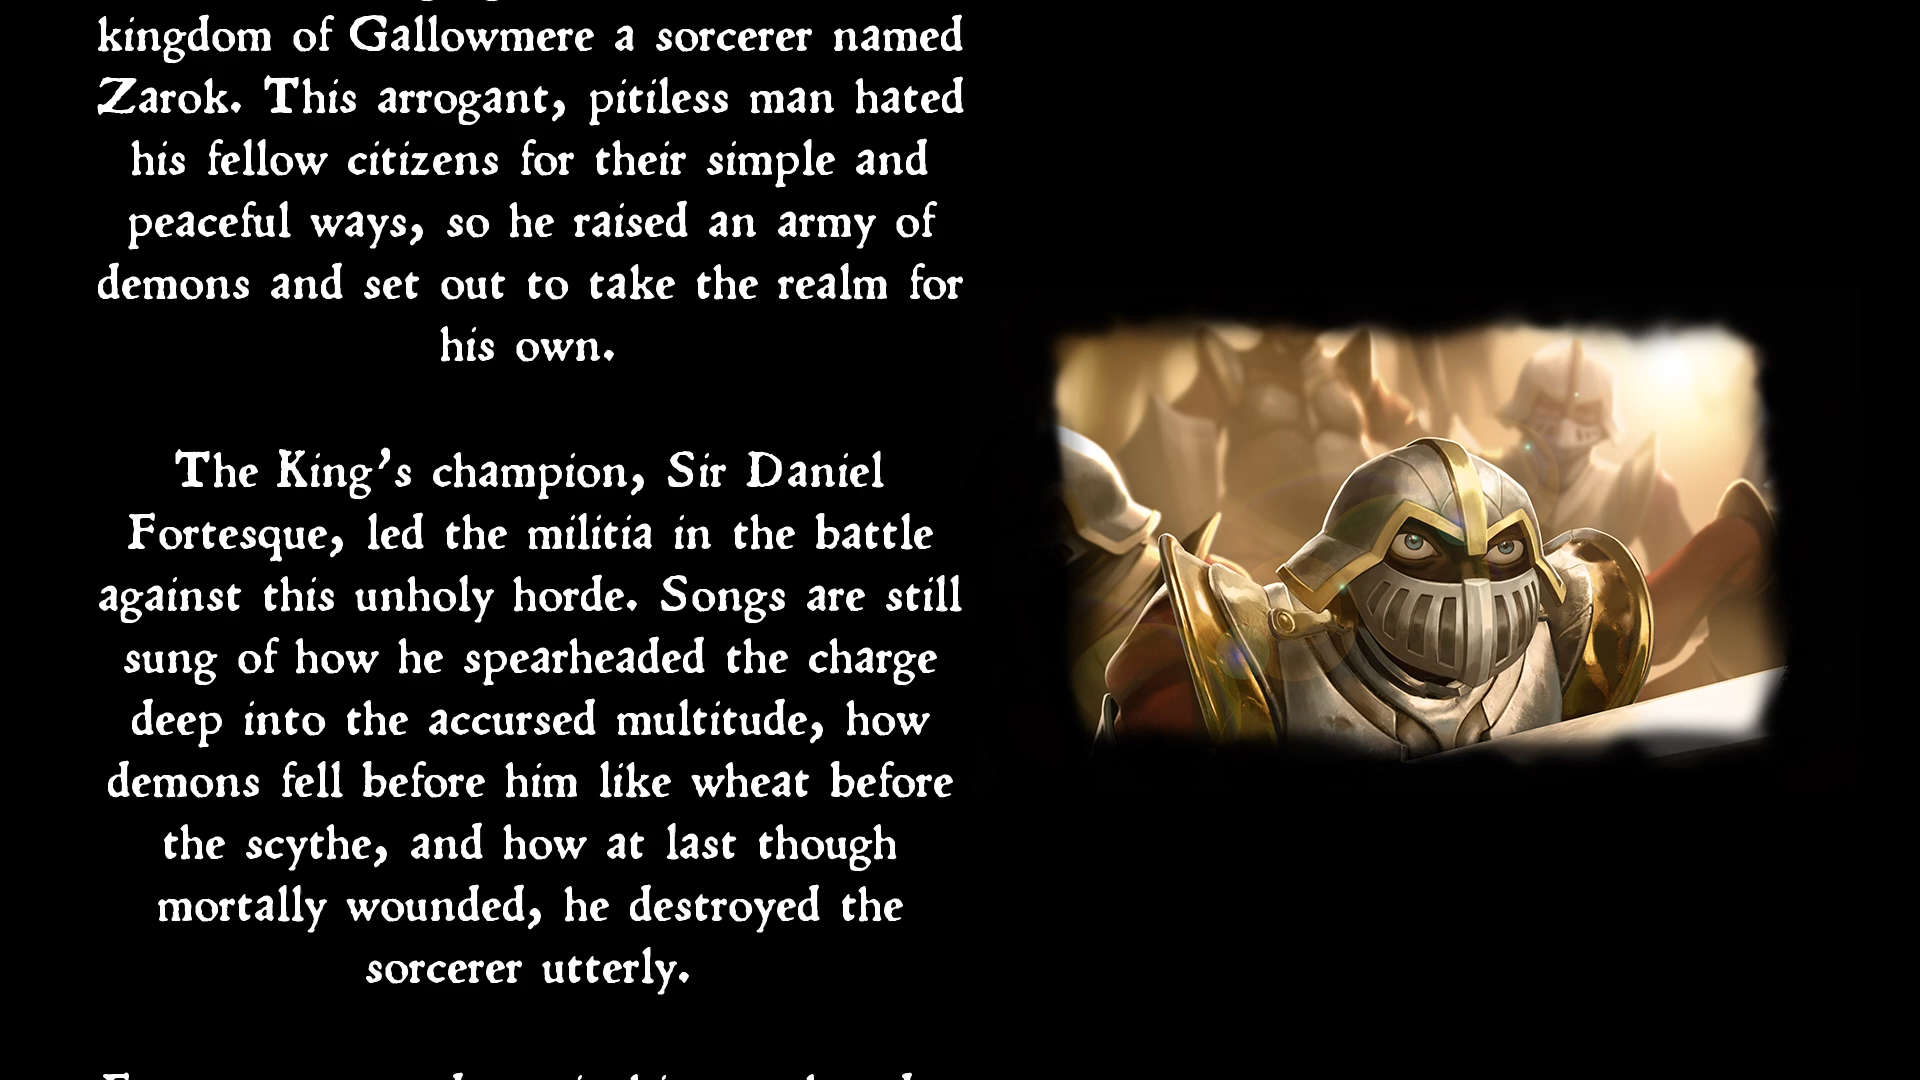 kingdom of Gallowmere a sorcerer named
Zarok. This arrogant, pitiless man hated
his fellow citizens for their simple and
peaceful ways, so he raised an army of
demons and set out to take the realm for
his own.
The King's champion, Sir Daniel
Fortesque, led the militia in the battle
against this unholy horde. Songs are still
sung of how he spearheaded the charge
deep into the accursed multitude, how
demons fell before him like wheat before
the scythe, and how at last though
mortally wounded, he destroyed the
sorcerer utterly.